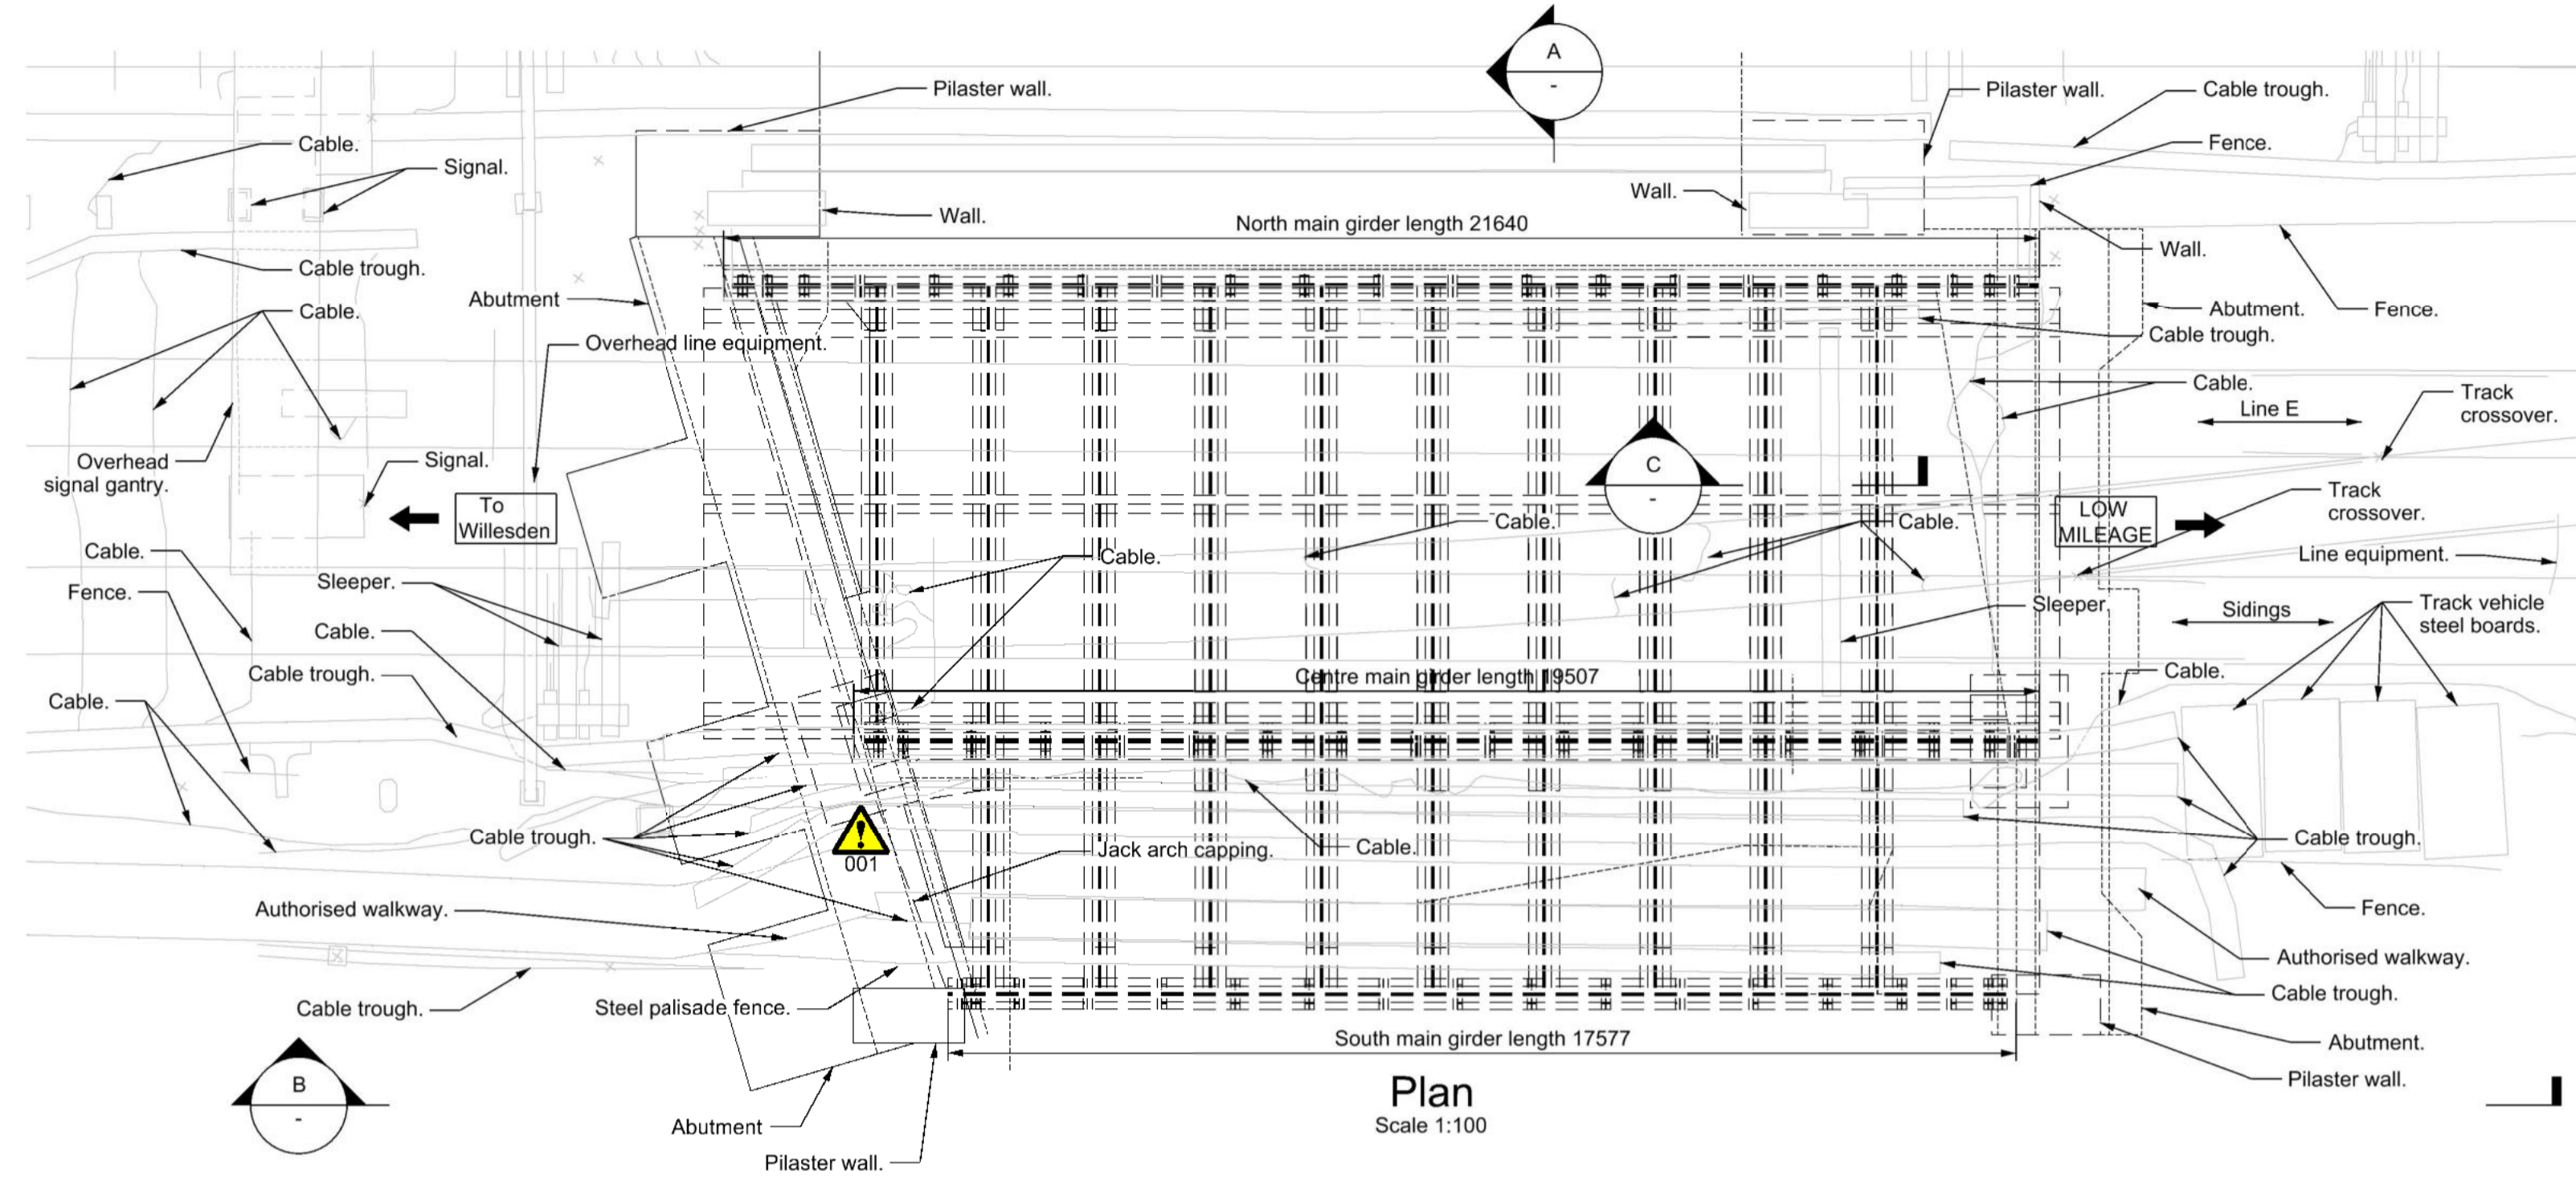 A
-
Pilaster wall.
Pilaster wall.
Cable trough.
Cable.
Signal.
Fence.
Wall.
Wall.
North main girder length 21640
Wall.
Cable trough.
Abutment
Cable.
Abutment.
Fence.
Overhead line equipment.
Cable trough.
Cable.
Track
crossover.
Line E
Overhead
signal gantry.
Signal.
C
-
To
Willesden
Cable.
Cable.
LOW
MILEAGE
Track
crossover.
Cable.
Cable.
Line equipment.
Fence.
Sleeper.
Sleeper.
Sidings
Track vehicle
steel boards.
Cable.
Cable trough.
Centre main girder length 19507
Cable.
Cable.
Cable trough.
001
Jack arch capping.
Cable.
Cable trough.
Authorised walkway.
Fence.
Authorised walkway.
Cable trough.
Steel palisade fence.
Cable trough.
South main girder length 17577
Abutment.
B
-
Plan
Scale 1:100
Pilaster wall.
Abutment
Pilaster wall.